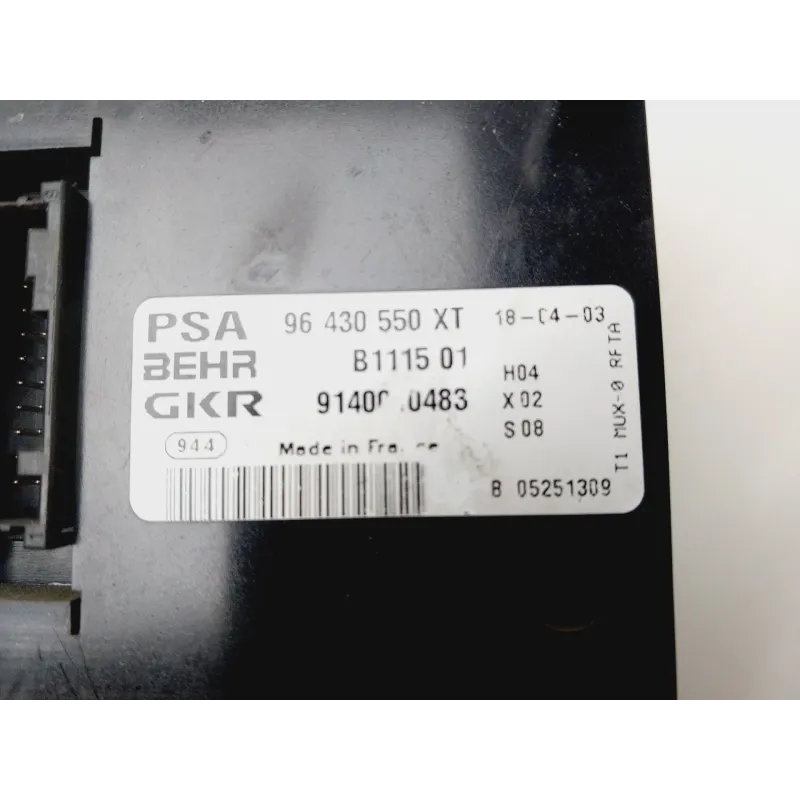 PSA 96 430 550 XT 18-04-03
BEHR B1115 01 H04
GKR 0483 X 02
944 Made in S 08
B 05251309
T1 MUX-0 RFTA